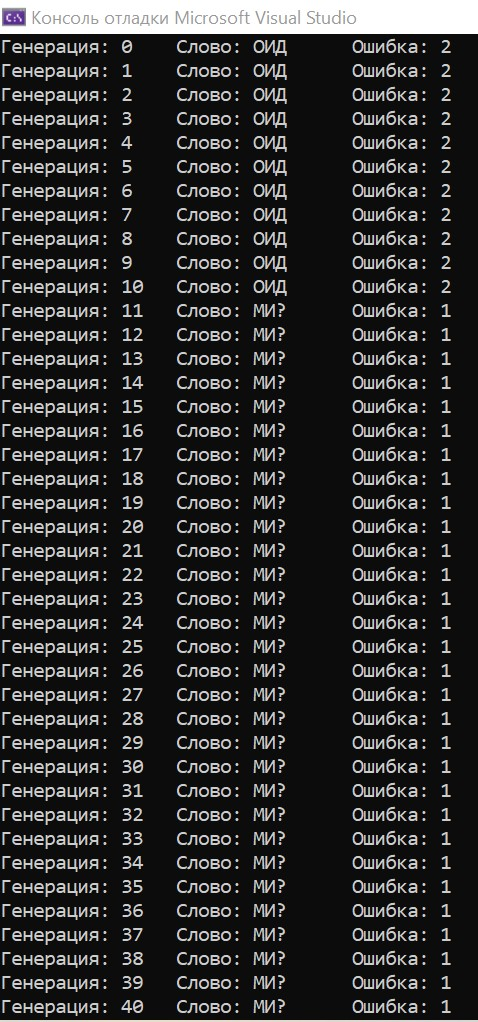 C:\ Консоль отладки Microsoft Visual Studio
Генерация: 0 Слово: ОИД Ошибка: 2
Генерация: 1 Слово: ОИД Ошибка: 2
Генерация: 2 Слово: ОИД Ошибка: 2
Генерация: 3 Слово: ОИД Ошибка: 2
Генерация: 4 Слово: ОИД Ошибка: 2
Генерация: 5 Слово: ОИД Ошибка: 2
Генерация: 6 Слово: ОИД Ошибка: 2
Генерация: 7 Слово: ОИД Ошибка: 2
Генерация: 8 Слово: ОИД Ошибка: 2
Генерация: 9 Слово: ОИД Ошибка: 2
Генерация: 10 Слово: ОИД Ошибка: 2
Генерация: 11 Слово: МИ? Ошибка: 1
Генерация: 12 Слово: МИ? Ошибка: 1
Генерация: 13 Слово: МИ? Ошибка: 1
Генерация: 14 Слово: МИ? Ошибка: 1
Генерация: 15 Слово: МИ? Ошибка: 1
Генерация: 16 Слово: МИ? Ошибка: 1
Генерация: 17 Слово: МИ? Ошибка: 1
Генерация: 18 Слово: МИ? Ошибка: 1
Генерация: 19 Слово: МИ? Ошибка: 1
Генерация: 20 Слово: МИ? Ошибка: 1
Генерация: 21 Слово: МИ? Ошибка: 1
Генерация: 22 Слово: МИ? Ошибка: 1
Генерация: 23 Слово: МИ? Ошибка: 1
Генерация: 24 Слово: МИ? Ошибка: 1
Генерация: 25 Слово: МИ? Ошибка: 1
Генерация: 26 Слово: МИ? Ошибка: 1
Генерация: 27 Слово: МИ? Ошибка: 1
Генерация: 28 Слово: МИ? Ошибка: 1
Генерация: 29 Слово: МИ? Ошибка: 1
Генерация: 30 Слово: МИ? Ошибка: 1
Генерация: 31 Слово: МИ? Ошибка: 1
Генерация: 32 Слово: МИ? Ошибка: 1
Генерация: 33 Слово: МИ? Ошибка: 1
Генерация: 34 Слово: МИ? Ошибка: 1
Генерация: 35 Слово: МИ? Ошибка: 1
Генерация: 36 Слово: МИ? Ошибка: 1
Генерация: 37 Слово: МИ? Ошибка: 1
Генерация: 38 Слово: МИ? Ошибка: 1
Генерация: 39 Слово: МИ? Ошибка: 1
Генерация: 40 Слово: МИ? Ошибка: 1